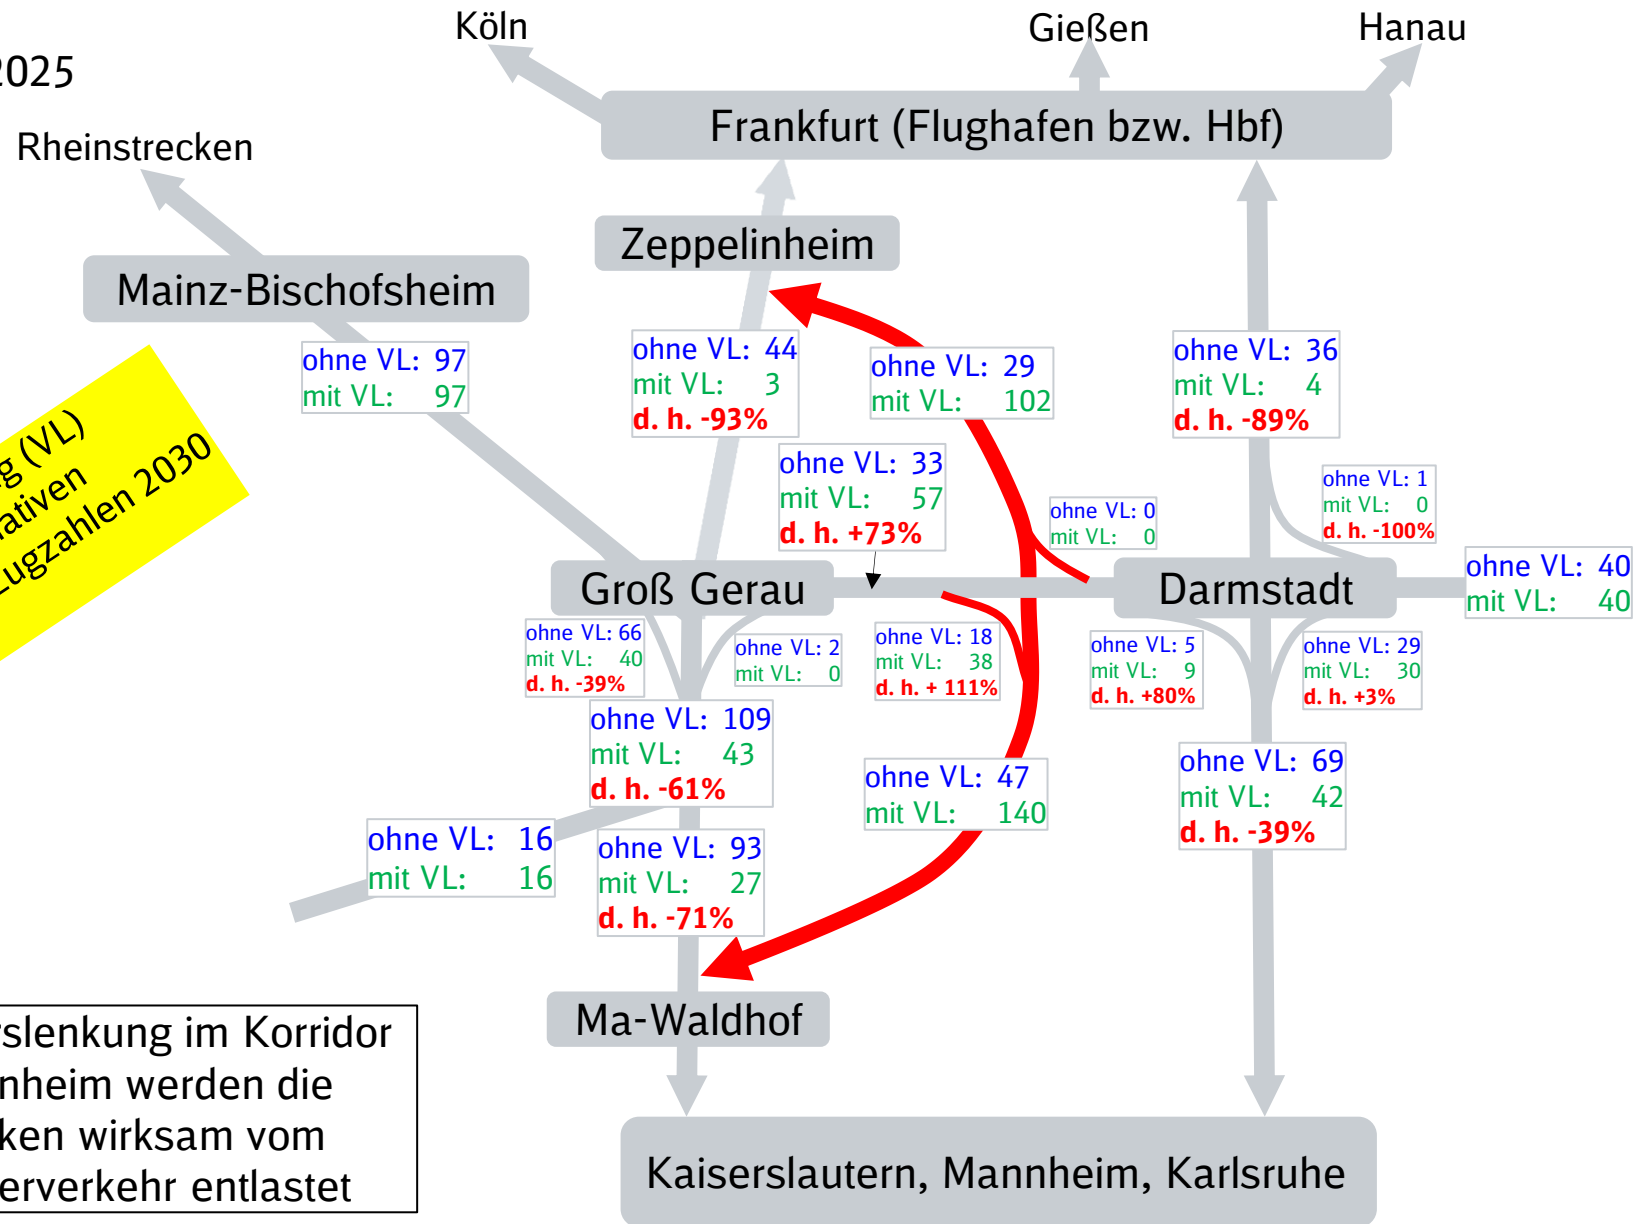 Köln
Gießen
Hanau
2025
Frankfurt (Flughafen bzw. Hbf)
Rheinstrecken
Zeppelinheim
Mainz-Bischofsheim
ohne VL: 97
mit VL: 97
ohne VL: 44
mit VL: 3
d. h. -93%
ohne VL: 29
mit VL: 102
ohne VL: 36
mit VL: 4
d. h. -89%
g (VL)
nativen
Zugzahlen 2030
ohne VL: 33
mit VL: 57
d. h. +73%
ohne VL: 0
mit VL: 0
ohne VL: 1
mit VL: 0
d. h. -100%
Groß Gerau
Darmstadt
ohne VL: 40
mit VL: 40
ohne VL: 66
mit VL: 40
d. h. -39%
ohne VL: 2
mit VL: 0
ohne VL: 18
mit VL: 38
d. h. + 111%
ohne VL: 5
mit VL: 9
d. h. +80%
ohne VL: 29
mit VL: 30
d. h. +3%
ohne VL: 109
mit VL: 43
d. h. -61%
ohne VL: 47
mit VL: 140
ohne VL: 69
mit VL: 42
d. h. -39%
ohne VL: 16
mit VL: 16
ohne VL: 93
mit VL: 27
d. h. -71%
Ma-Waldhof
rslenkung im Korridor
nheim werden die
ken wirksam vom
erverkehr entlastet
Kaiserslautern, Mannheim, Karlsruhe